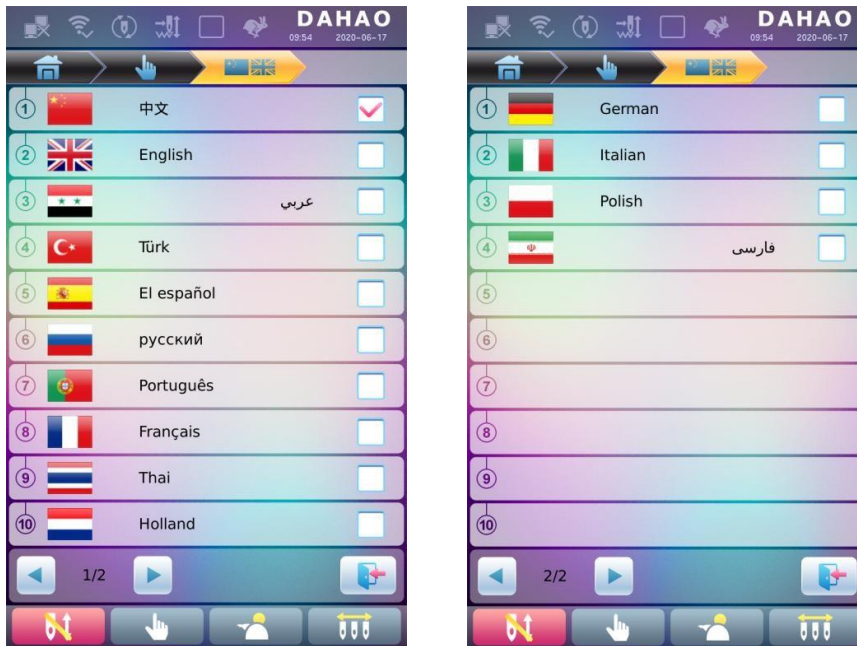 DAHAO
09:54 2020-06-17
1 中文
2 English
3 عربي
4 Türk
5 El español
6 русский
7 Português
8 Français
9 Thai
10 Holland
1/2
DAHAO
09:54 2020-06-17
1 German
2 Italian
3 Polish
4 فارسی
5
6
7
8
9
10
2/2